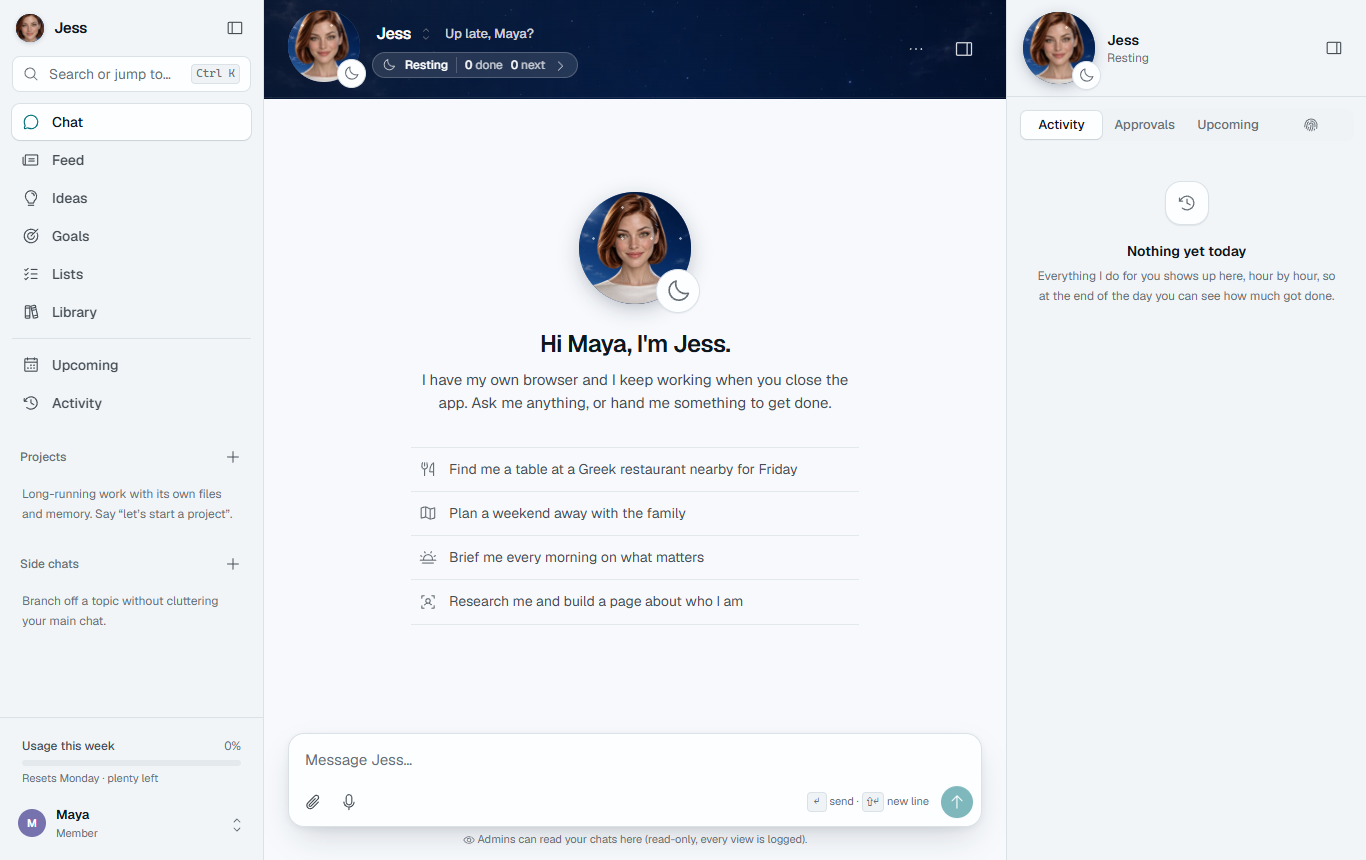 Jess
Search or jump to...
Ctrl K
Chat
Feed
Ideas
Goals
Lists
Library
Upcoming
Activity
Projects
Long-running work with its own files
and memory. Say “let’s start a project”.
Side chats
Branch off a topic without cluttering
your main chat.
Usage this week
0%
Resets Monday · plenty left
M
Maya
Member
Jess
Up late, Maya?
Resting
0 done 0 next
Hi Maya, I'm Jess.
I have my own browser and I keep working when you close the
app. Ask me anything, or hand me something to get done.
Find me a table at a Greek restaurant nearby for Friday
Plan a weekend away with the family
Brief me every morning on what matters
Research me and build a page about who I am
Message Jess...
↵ send · ⇧↵ new line
Admins can read your chats here (read-only, every view is logged).
Jess
Resting
Activity
Approvals
Upcoming
Nothing yet today
Everything I do for you shows up here, hour by hour, so
at the end of the day you can see how much got done.